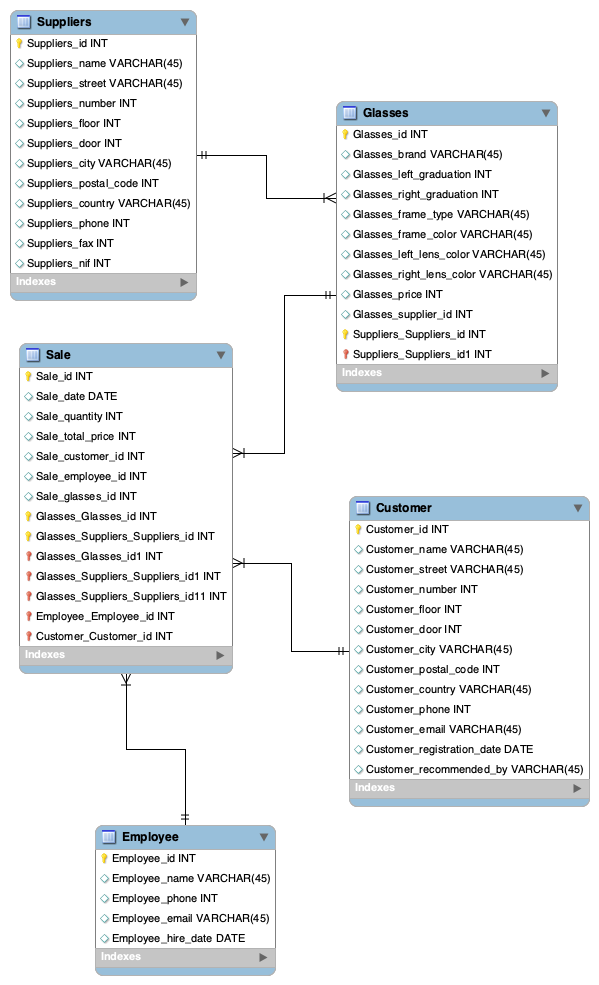 Suppliers
Suppliers_id INT
Suppliers_name VARCHAR(45)
Suppliers_street VARCHAR(45)
Suppliers_number INT
Suppliers_floor INT
Suppliers_door INT
Suppliers_city VARCHAR(45)
Suppliers_postal_code INT
Suppliers_country VARCHAR(45)
Suppliers_phone INT
Suppliers_fax INT
Suppliers_nif INT
Indexes
Glasses
Glasses_id INT
Glasses_brand VARCHAR(45)
Glasses_left_graduation INT
Glasses_right_graduation INT
Glasses_frame_type VARCHAR(45)
Glasses_frame_color VARCHAR(45)
Glasses_left_lens_color VARCHAR(45)
Glasses_right_lens_color VARCHAR(45)
Glasses_price INT
Glasses_supplier_id INT
Suppliers_Suppliers_id INT
Suppliers_Suppliers_id1 INT
Indexes
Sale
Sale_id INT
Sale_date DATE
Sale_quantity INT
Sale_total_price INT
Sale_customer_id INT
Sale_employee_id INT
Sale_glasses_id INT
Glasses_Glasses_id INT
Glasses_Suppliers_Suppliers_id INT
Glasses_Glasses_id1 INT
Glasses_Suppliers_Suppliers_id1 INT
Glasses_Suppliers_Suppliers_id11 INT
Employee_Employee_id INT
Customer_Customer_id INT
Indexes
Customer
Customer_id INT
Customer_name VARCHAR(45)
Customer_street VARCHAR(45)
Customer_number INT
Customer_floor INT
Customer_door INT
Customer_city VARCHAR(45)
Customer_postal_code INT
Customer_country VARCHAR(45)
Customer_phone INT
Customer_email VARCHAR(45)
Customer_registration_date DATE
Customer_recommended_by VARCHAR(45)
Indexes
Employee
Employee_id INT
Employee_name VARCHAR(45)
Employee_phone INT
Employee_email VARCHAR(45)
Employee_hire_date DATE
Indexes